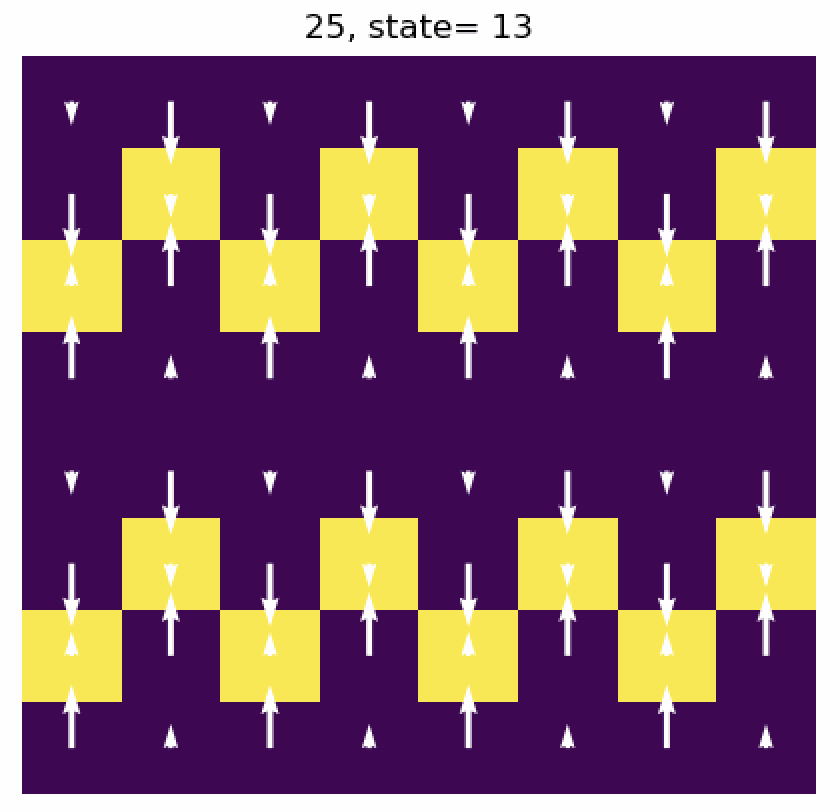 25, state= 13